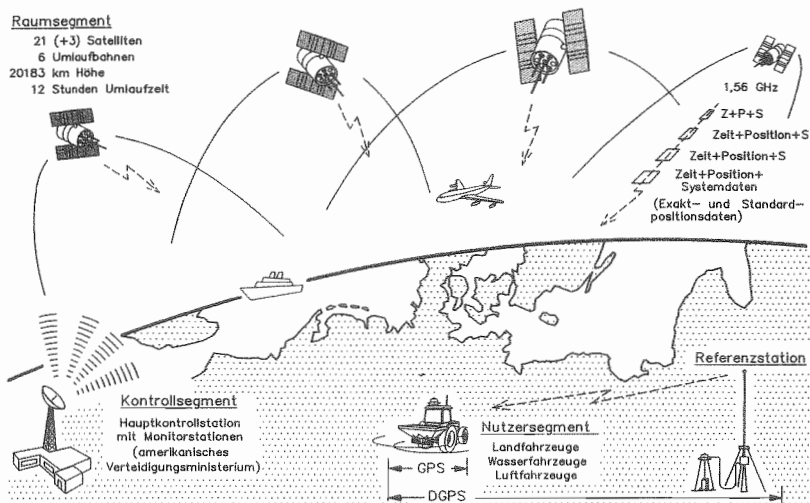 Raumsegment
21 (+3) Satelliten
6 Umlaufbahnen
20183 km Höhe
12 Stunden Umlaufzeit
1,56 GHz
Z+P+S
Zeit+Position+S
Zeit+Position+S
Zeit+Position+
Systemdaten
(Exakt- und Standard-
positionsdaten)
Referenzstation
Kontrollsegment
Hauptkontrollstation
mit Monitorstationen
(amerikanisches
Verteidigungsministerium)
Nutzersegment
Landfahrzeuge
Wasserfahrzeuge
Luftfahrzeuge
GPS
DGPS